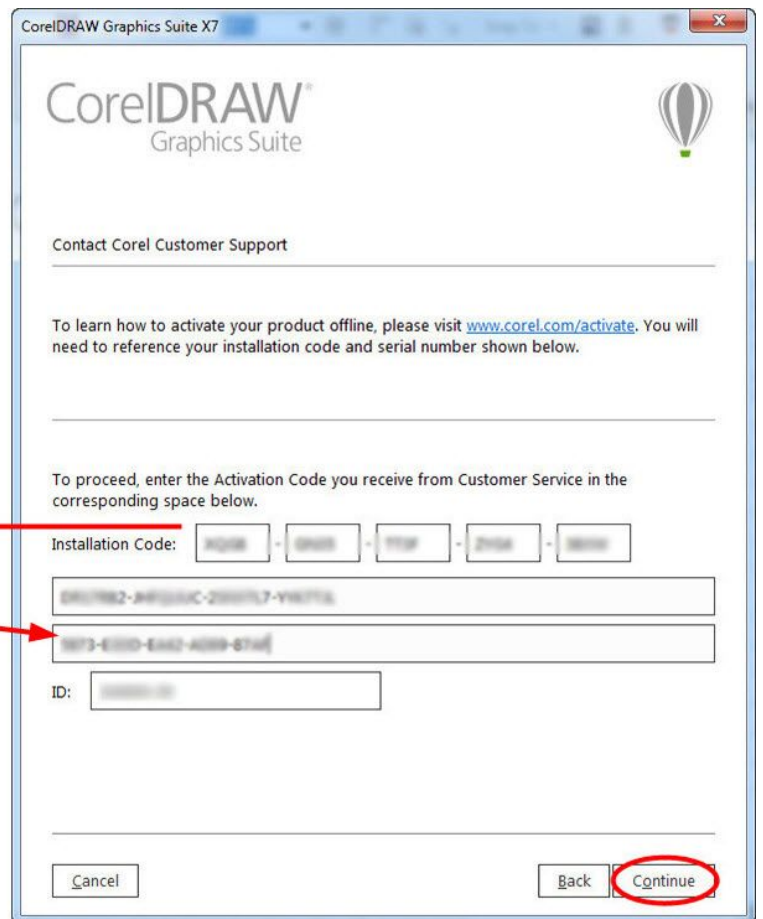 CorelDRAW Graphics Suite X7
CorelDRAW®
Graphics Suite
Contact Corel Customer Support
To learn how to activate your product offline, please visit www.corel.com/activate. You will
need to reference your installation code and serial number shown below.
To proceed, enter the Activation Code you receive from Customer Service in the
corresponding space below.
Installation Code: - - - -
ID:
Cancel Back Continue